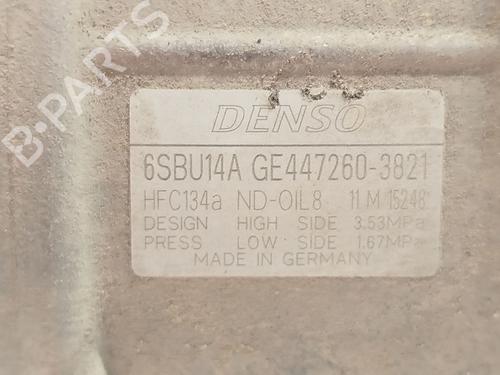 B-PARTS
DENSO
6SBU14A GE447260-3821
HFC134a ND-OIL8 11 M 15248
DESIGN HIGH SIDE 3.53MPa
PRESS LOW SIDE 1.67MPa
MADE IN GERMANY